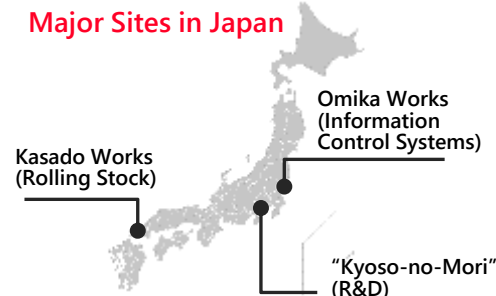 Major Sites in Japan
Omika Works
(Information
Control Systems)
Kasado Works
(Rolling Stock)
“Kyoso-no-Mori”
(R&D)